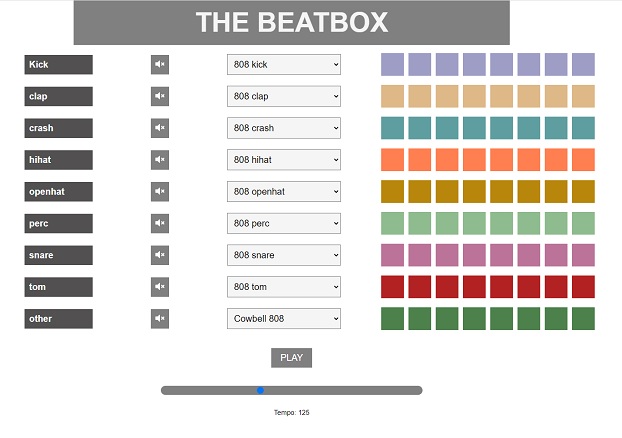 THE BEATBOX
Kick 808 kick
clap 808 clap
crash 808 crash
hihat 808 hihat
openhat 808 openhat
perc 808 perc
snare 808 snare
tom 808 tom
other Cowbell 808
PLAY
Tempo: 125